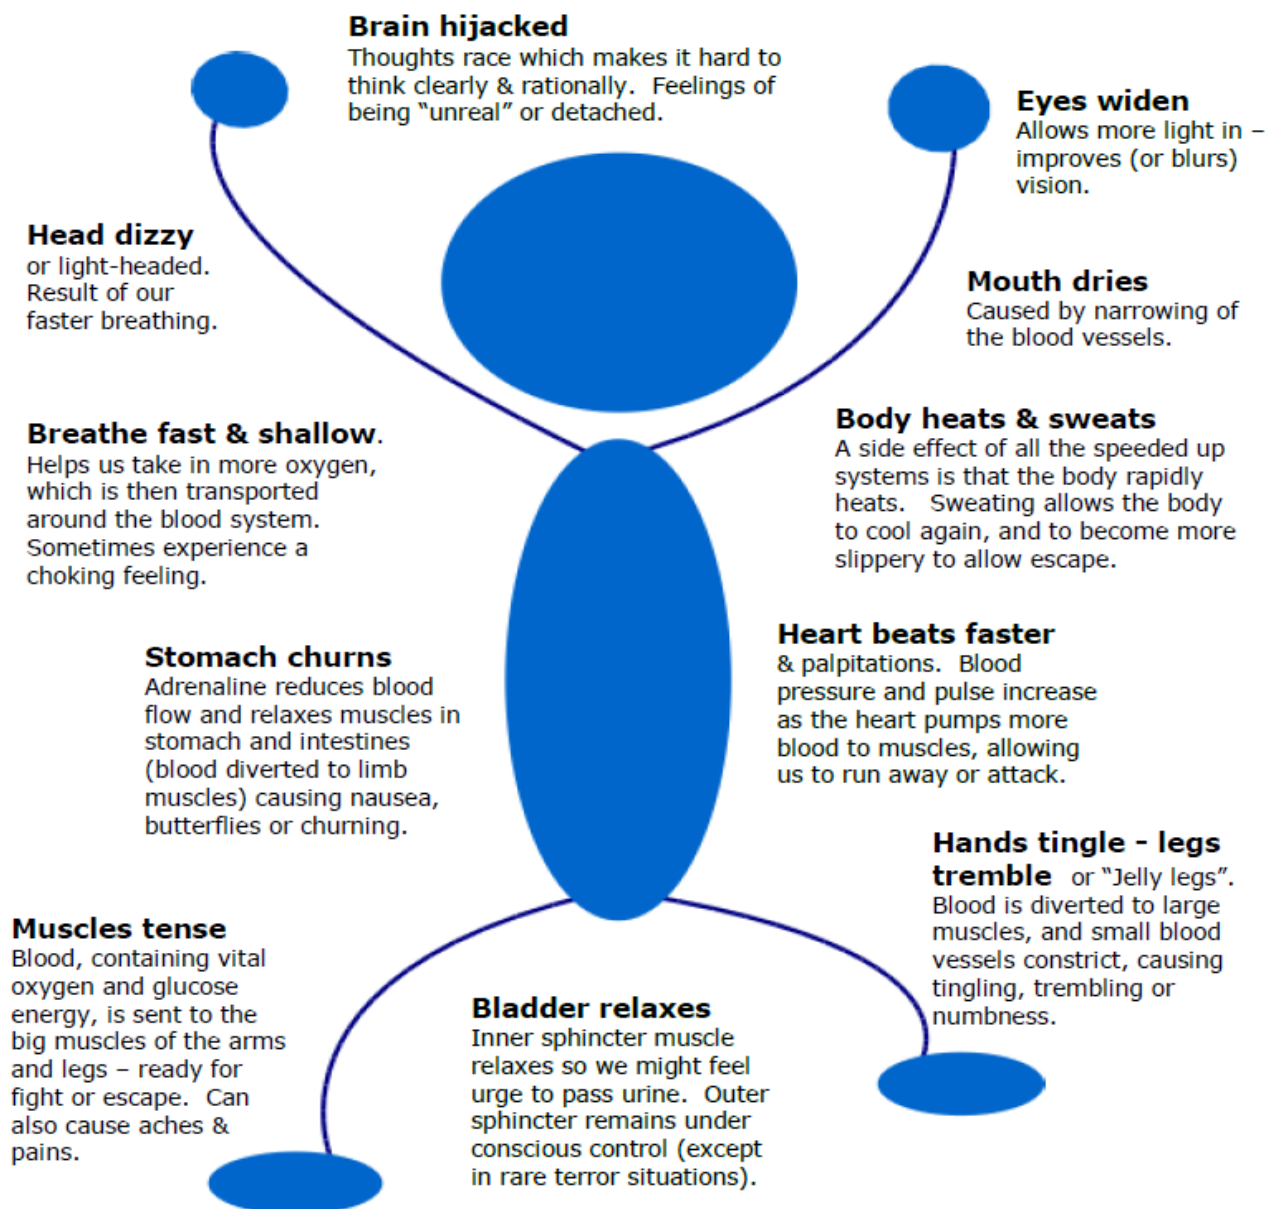 Brain hijacked
Thoughts race which makes it hard to
think clearly & rationally.  Feelings of
being “unreal” or detached.
Eyes widen
Allows more light in –
improves (or blurs)
vision.
Head dizzy
or light-headed.
Result of our
faster breathing.
Mouth dries
Caused by narrowing of
the blood vessels.
Breathe fast & shallow.
Helps us take in more oxygen,
which is then transported
around the blood system.
Sometimes experience a
choking feeling.
Body heats & sweats
A side effect of all the speeded up
systems is that the body rapidly
heats.   Sweating allows the body
to cool again, and to become more
slippery to allow escape.
Stomach churns
Adrenaline reduces blood
flow and relaxes muscles in
stomach and intestines
(blood diverted to limb
muscles) causing nausea,
butterflies or churning.
Heart beats faster
& palpitations.  Blood
pressure and pulse increase
as the heart pumps more
blood to muscles, allowing
us to run away or attack.
Hands tingle - legs
tremble  or “Jelly legs”.
Blood is diverted to large
muscles, and small blood
vessels constrict, causing
tingling, trembling or
numbness.
Muscles tense
Blood, containing vital
oxygen and glucose
energy, is sent to the
big muscles of the arms
and legs – ready for
fight or escape.  Can
also cause aches &
pains.
Bladder relaxes
Inner sphincter muscle
relaxes so we might feel
urge to pass urine.  Outer
sphincter remains under
conscious control (except
in rare terror situations).